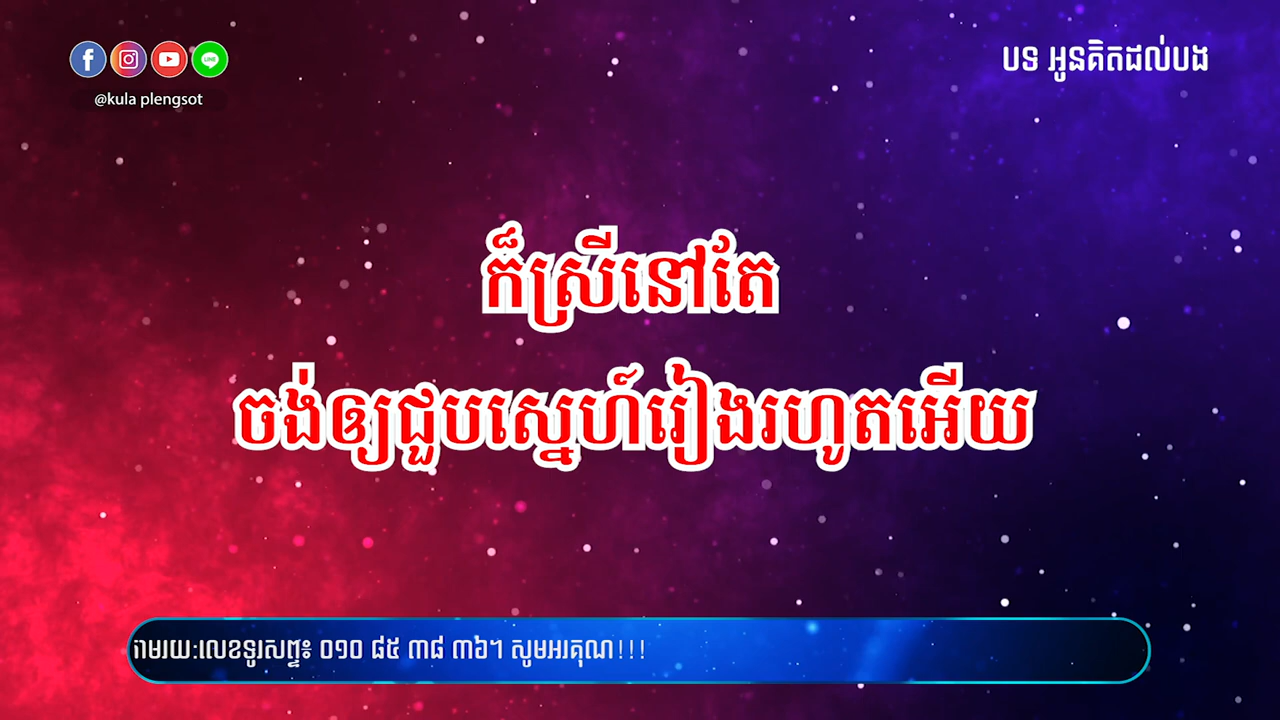 @kula plengsot
បទ អូនគិតដល់បង
ក៏ស្រីនៅតែ
ចង់ឲ្យជួបស្នេហ៍រៀងរហូតអើយ
តាមរយៈលេខទូរសព្ទ៖ ០១០ ៨៥ ៣៨ ៣៦។ សូមអរគុណ!!!